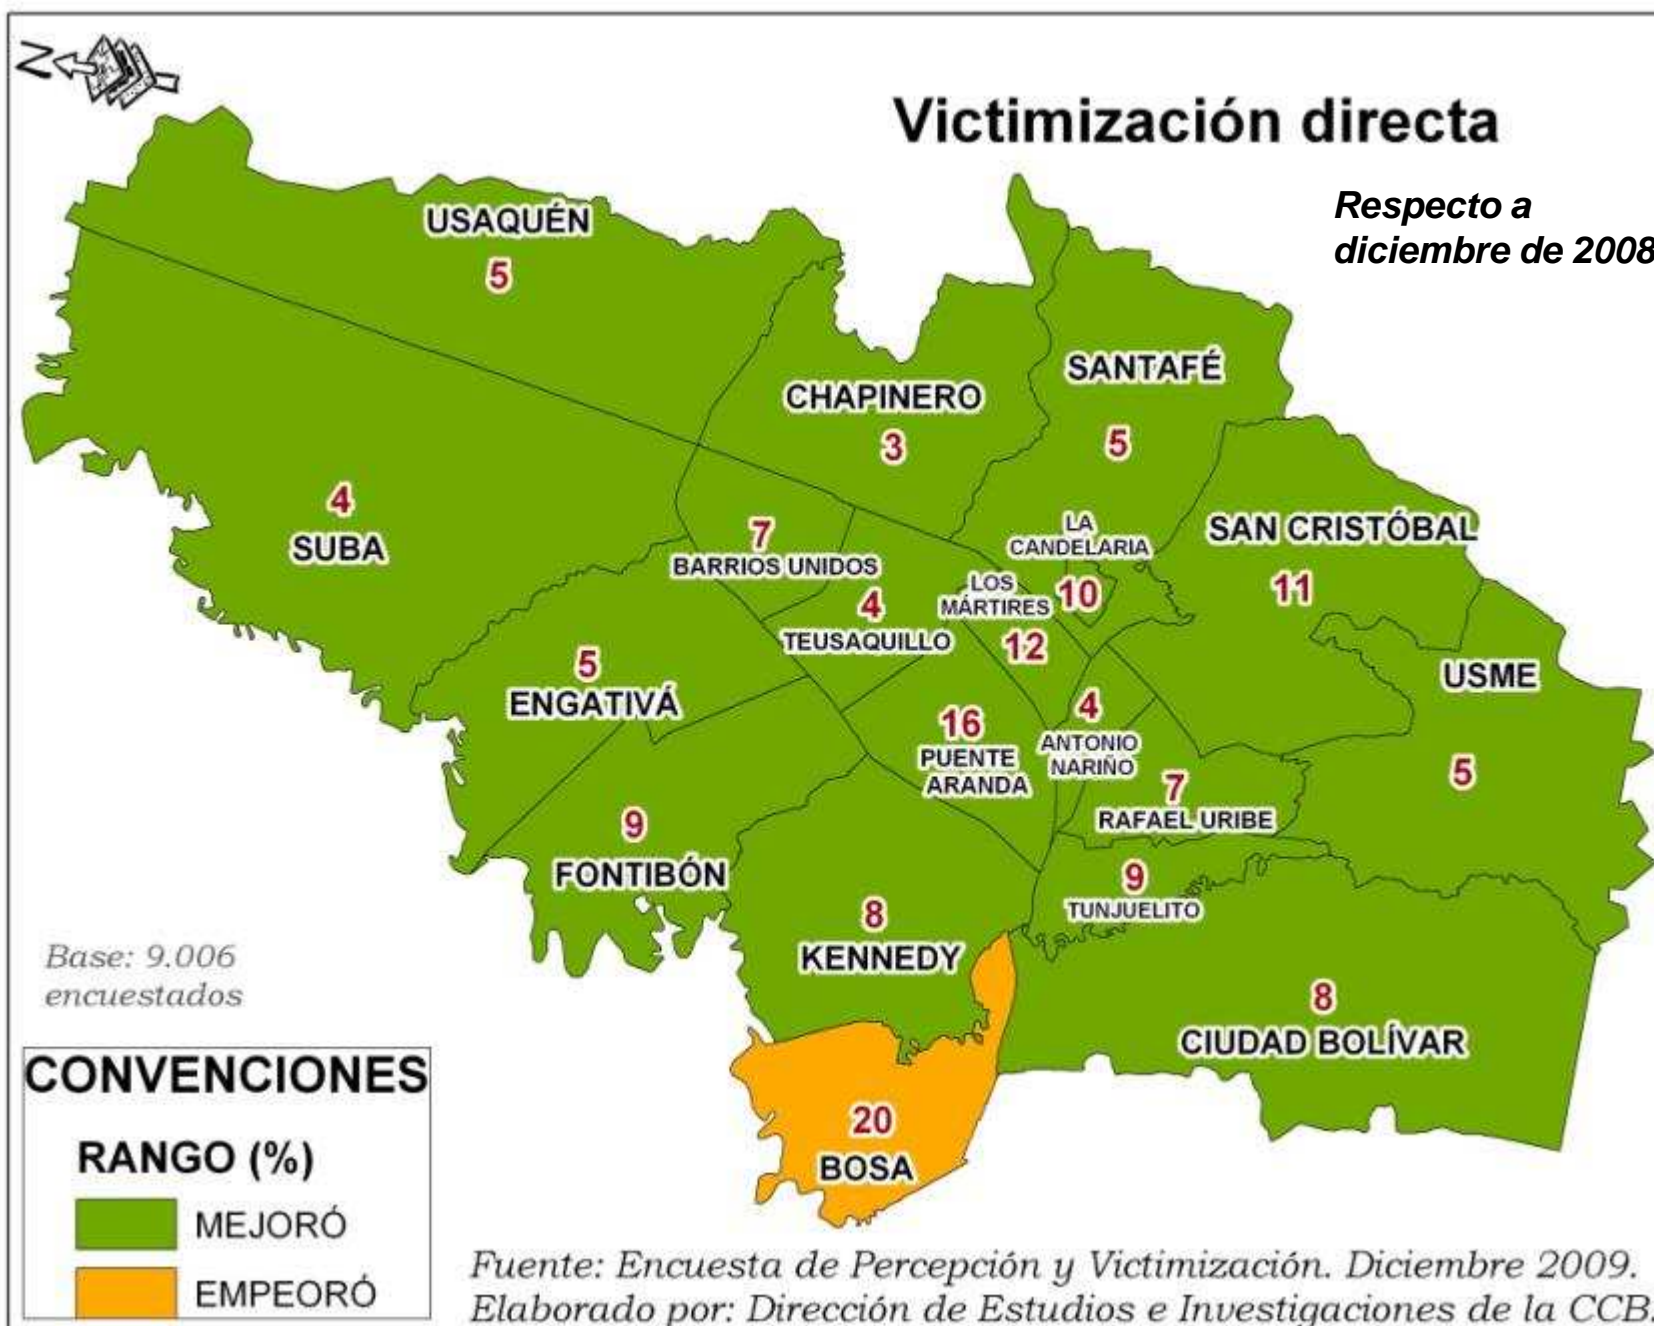 N
Victimización directa
Respecto a
diciembre de 2008
USAQUÉN
5
CHAPINERO
3
SANTAFÉ
5
4
SUBA
7
BARRIOS UNIDOS
LA
CANDELARIA
10
SAN CRISTÓBAL
11
LOS
MÁRTIRES
12
4
TEUSAQUILLO
5
ENGATIVÁ
USME
5
16
PUENTE
ARANDA
4
ANTONIO
NARIÑO
7
RAFAEL URIBE
9
FONTIBÓN
9
TUNJUELITO
8
KENNEDY
8
CIUDAD BOLÍVAR
20
BOSA
Base: 9.006
encuestados
CONVENCIONES
RANGO (%)
MEJORÓ
EMPEORÓ
Fuente: Encuesta de Percepción y Victimización. Diciembre 2009.
Elaborado por: Dirección de Estudios e Investigaciones de la CCB.